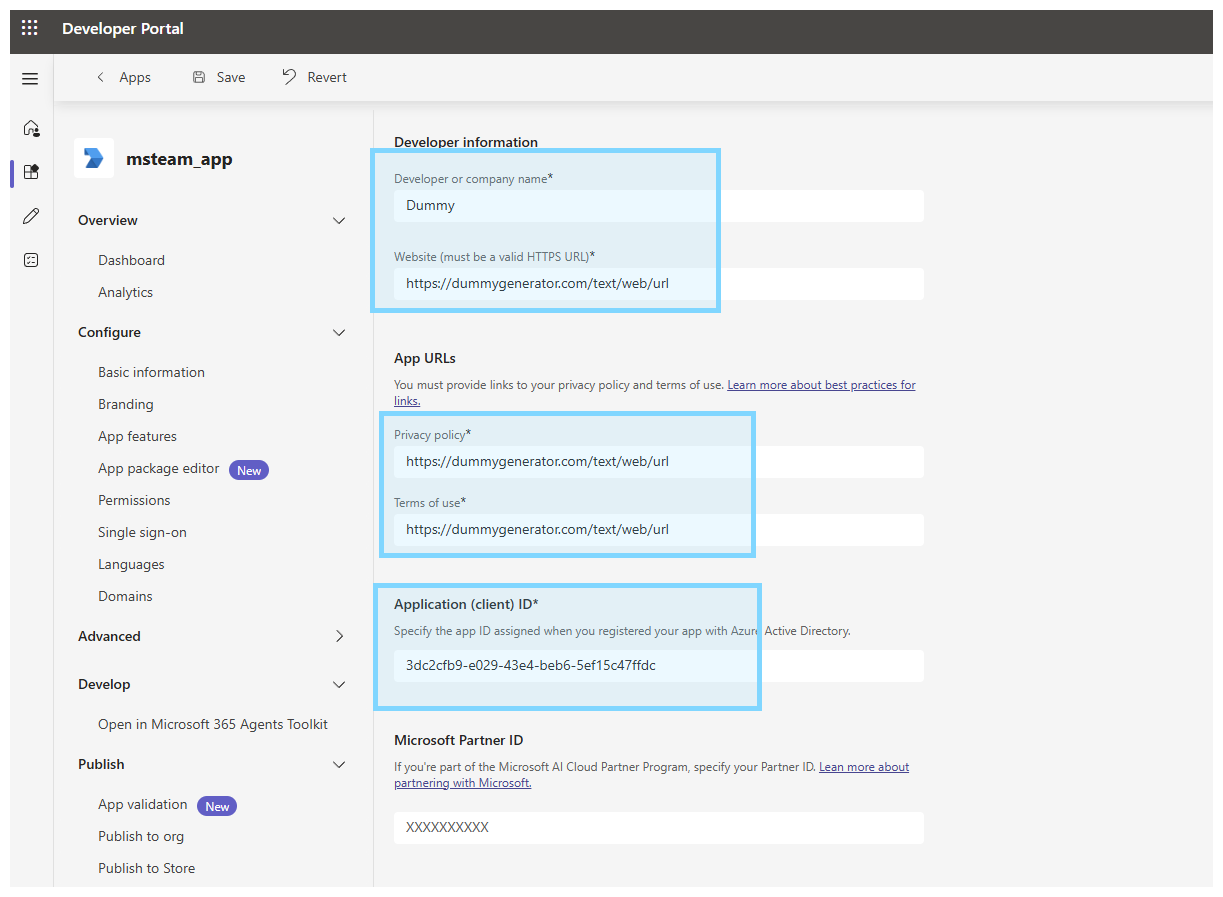 Developer Portal
Apps
Save
Revert
msteam_app
Overview
Dashboard
Analytics
Configure
Basic information
Branding
App features
App package editor New
Permissions
Single sign-on
Languages
Domains
Advanced
Develop
Open in Microsoft 365 Agents Toolkit
Publish
App validation New
Publish to org
Publish to Store
Developer information
Developer or company name*
Dummy
Website (must be a valid HTTPS URL)*
https://dummygenerator.com/text/web/url
App URLs
You must provide links to your privacy policy and terms of use. Learn more about best practices for
links.
Privacy policy*
https://dummygenerator.com/text/web/url
Terms of use*
https://dummygenerator.com/text/web/url
Application (client) ID*
Specify the app ID assigned when you registered your app with Azure Active Directory.
3dc2cfb9-e029-43e4-beb6-5ef15c47ffdc
Microsoft Partner ID
If you're part of the Microsoft AI Cloud Partner Program, specify your Partner ID. Lean more about
partnering with Microsoft.
XXXXXXXXXX